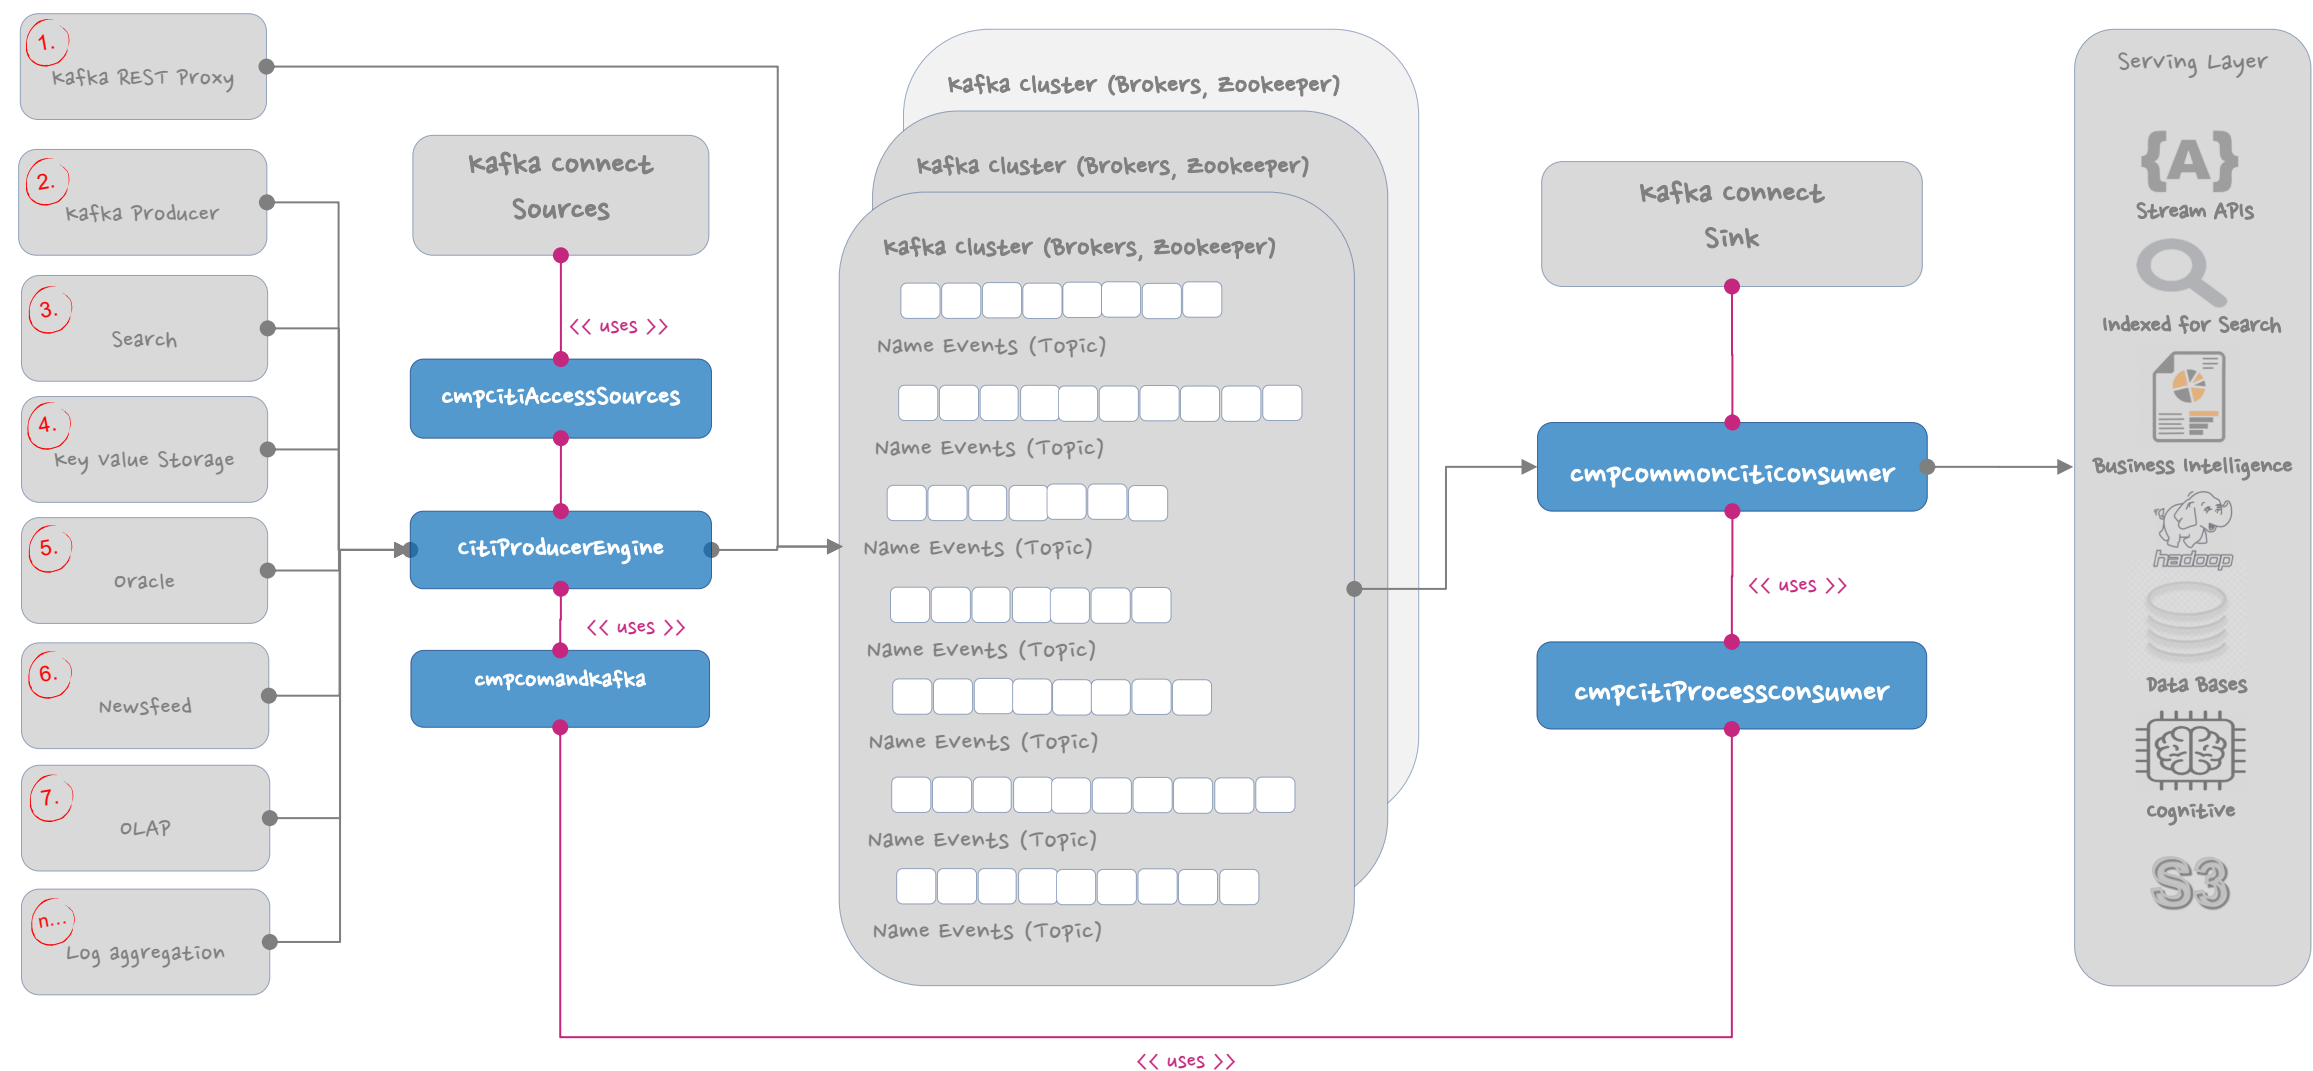 1.
Kafka REST Proxy
2.
Kafka Producer
3.
Search
4.
Key Value Storage
5.
Oracle
6.
Newsfeed
7.
OLAP
n...
Log aggregation
Kafka Connect
Sources
<< uses >>
cmpCitiAccessSources
citiProducerEngine
<< uses >>
cmpComandKafka
Kafka Cluster (Brokers, Zookeeper)
Kafka Cluster (Brokers, Zookeeper)
Kafka Cluster (Brokers, Zookeeper)
Name Events (Topic)
Name Events (Topic)
Name Events (Topic)
Name Events (Topic)
Name Events (Topic)
Name Events (Topic)
Name Events (Topic)
<< uses >>
Kafka Connect
Sink
cmpCommonCitiConsumer
<< uses >>
cmpCitiProcessConsumer
Serving Layer
{A}
Stream APIs
Indexed for Search
Business Intelligence
hadoop
Data Bases
Cognitive
S3